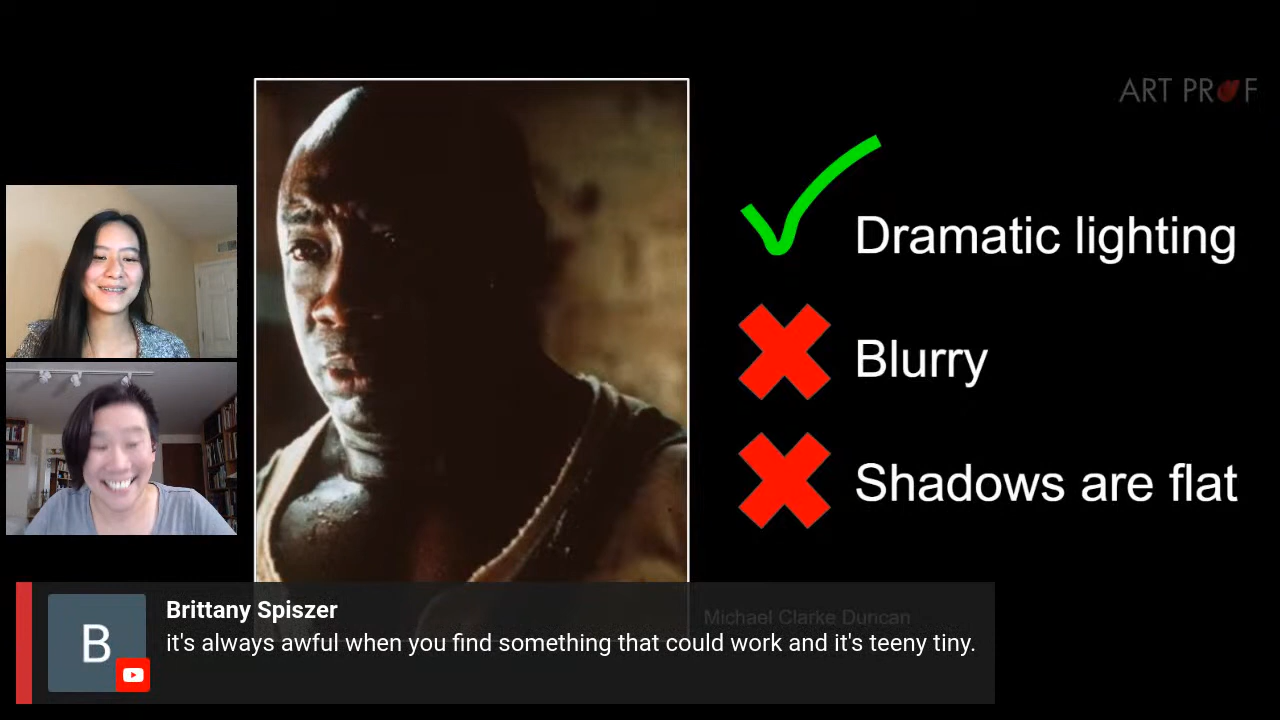 ART PROF
Dramatic lighting
Blurry
Shadows are flat
Michael Clarke Duncan
B
Brittany Spiszer
it's always awful when you find something that could work and it's teeny tiny.